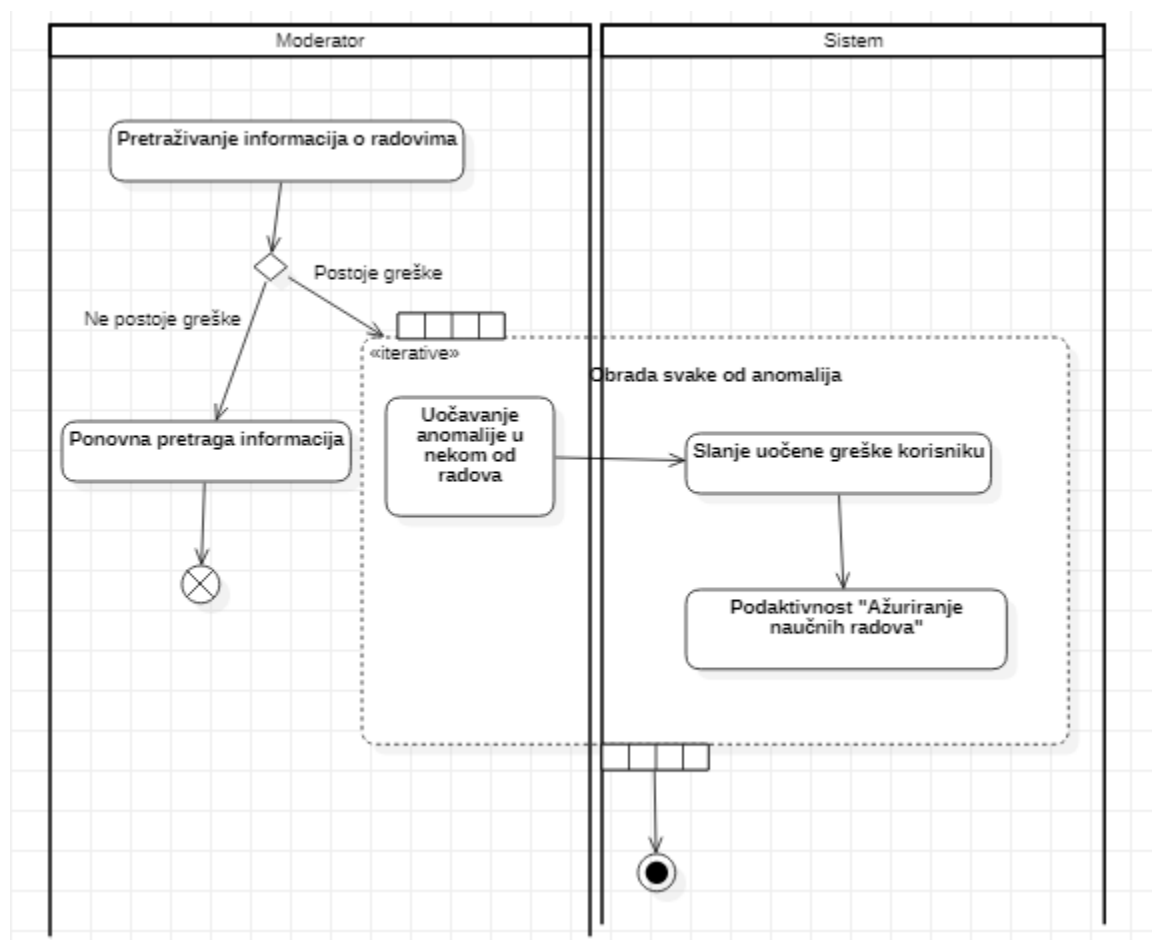 Moderator
Sistem
Pretraživanje informacija o radovima
Postoje greške
Ne postoje greške
«iterative»
Obrada svake od anomalija
Uočavanje
anomalije u
nekom od
radova
Ponovna pretraga informacija
Slanje uočene greške korisniku
Podaktivnost "Ažuriranje
naučnih radova"